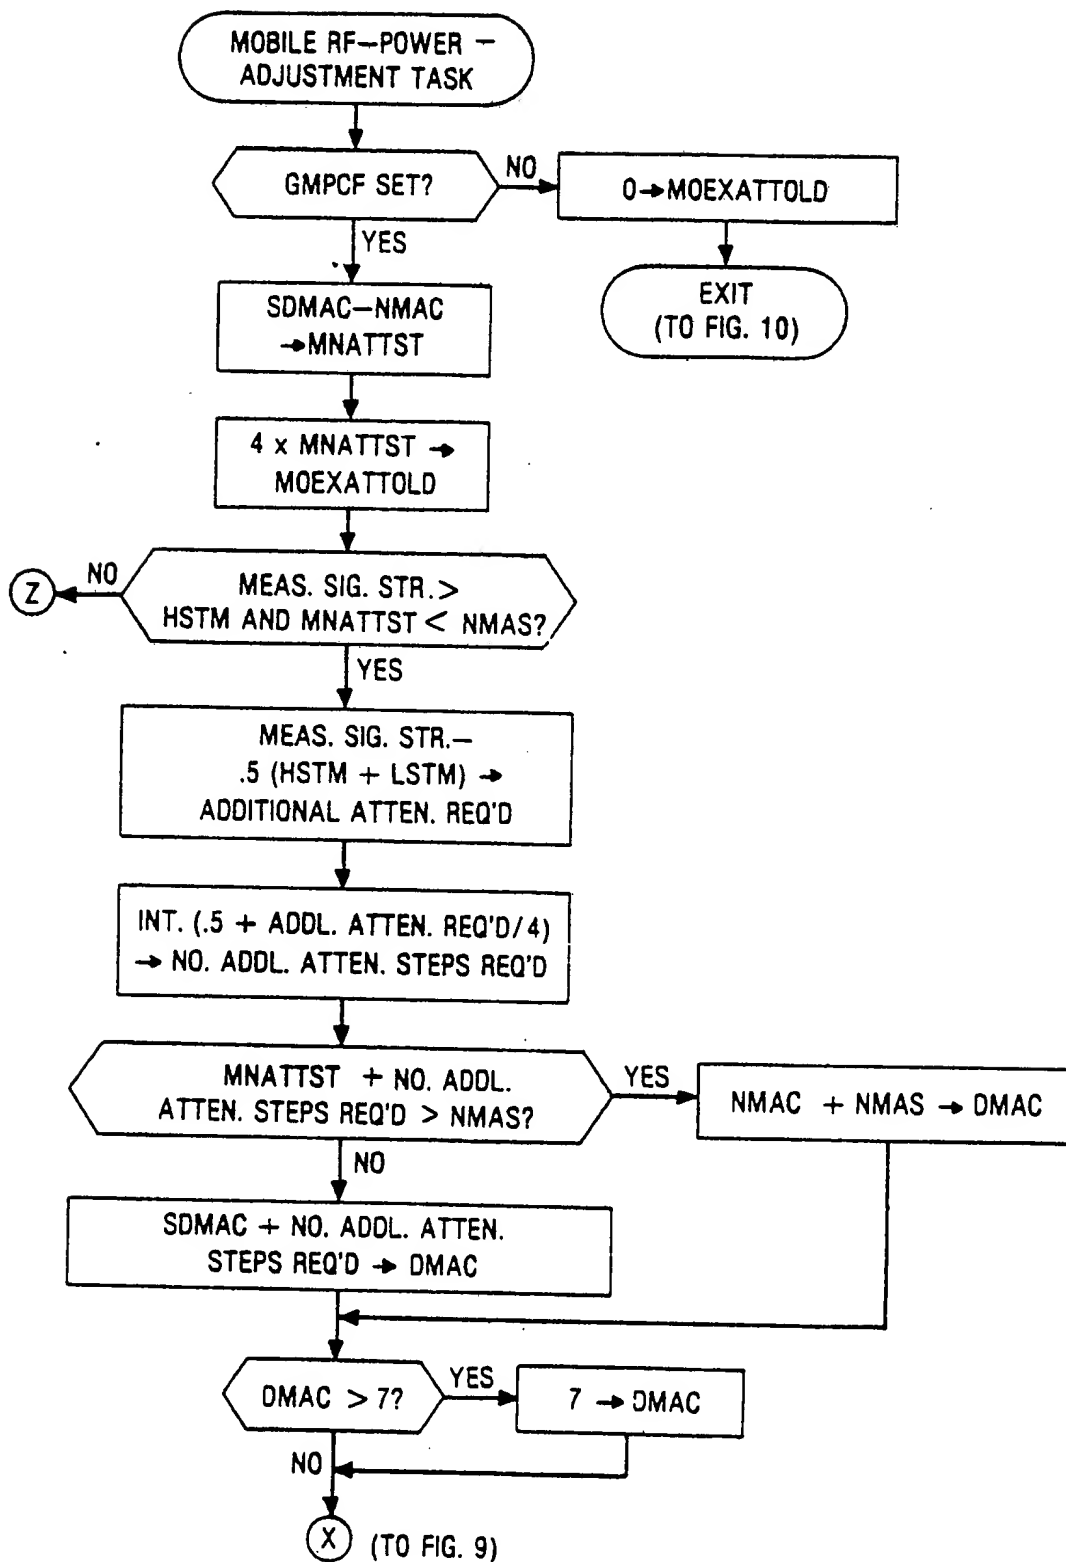 MOBILE RF-POWER-
ADJUSTMENT TASK
GMPCF SET?
NO
0→MOEXATTOLD
YES
EXIT
(TO FIG. 10)
SDMAC-NMAC
→MNATTST
4 x MNATTST →
MOEXATTOLD
Z
NO
MEAS. SIG. STR.>
HSTM AND MNATTST < NMAS?
YES
MEAS. SIG. STR.-
.5 (HSTM + LSTM) →
ADDITIONAL ATTEN. REQ'D
INT. (.5 + ADDL. ATTEN. REQ'D/4)
→ NO. ADDL. ATTEN. STEPS REQ'D
MNATTST + NO. ADDL.
ATTEN. STEPS REQ'D > NMAS?
YES
NMAC + NMAS → DMAC
NO
SDMAC + NO. ADDL. ATTEN.
STEPS REQ'D → DMAC
DMAC > 7?
YES
7 → DMAC
NO
X (TO FIG. 9)